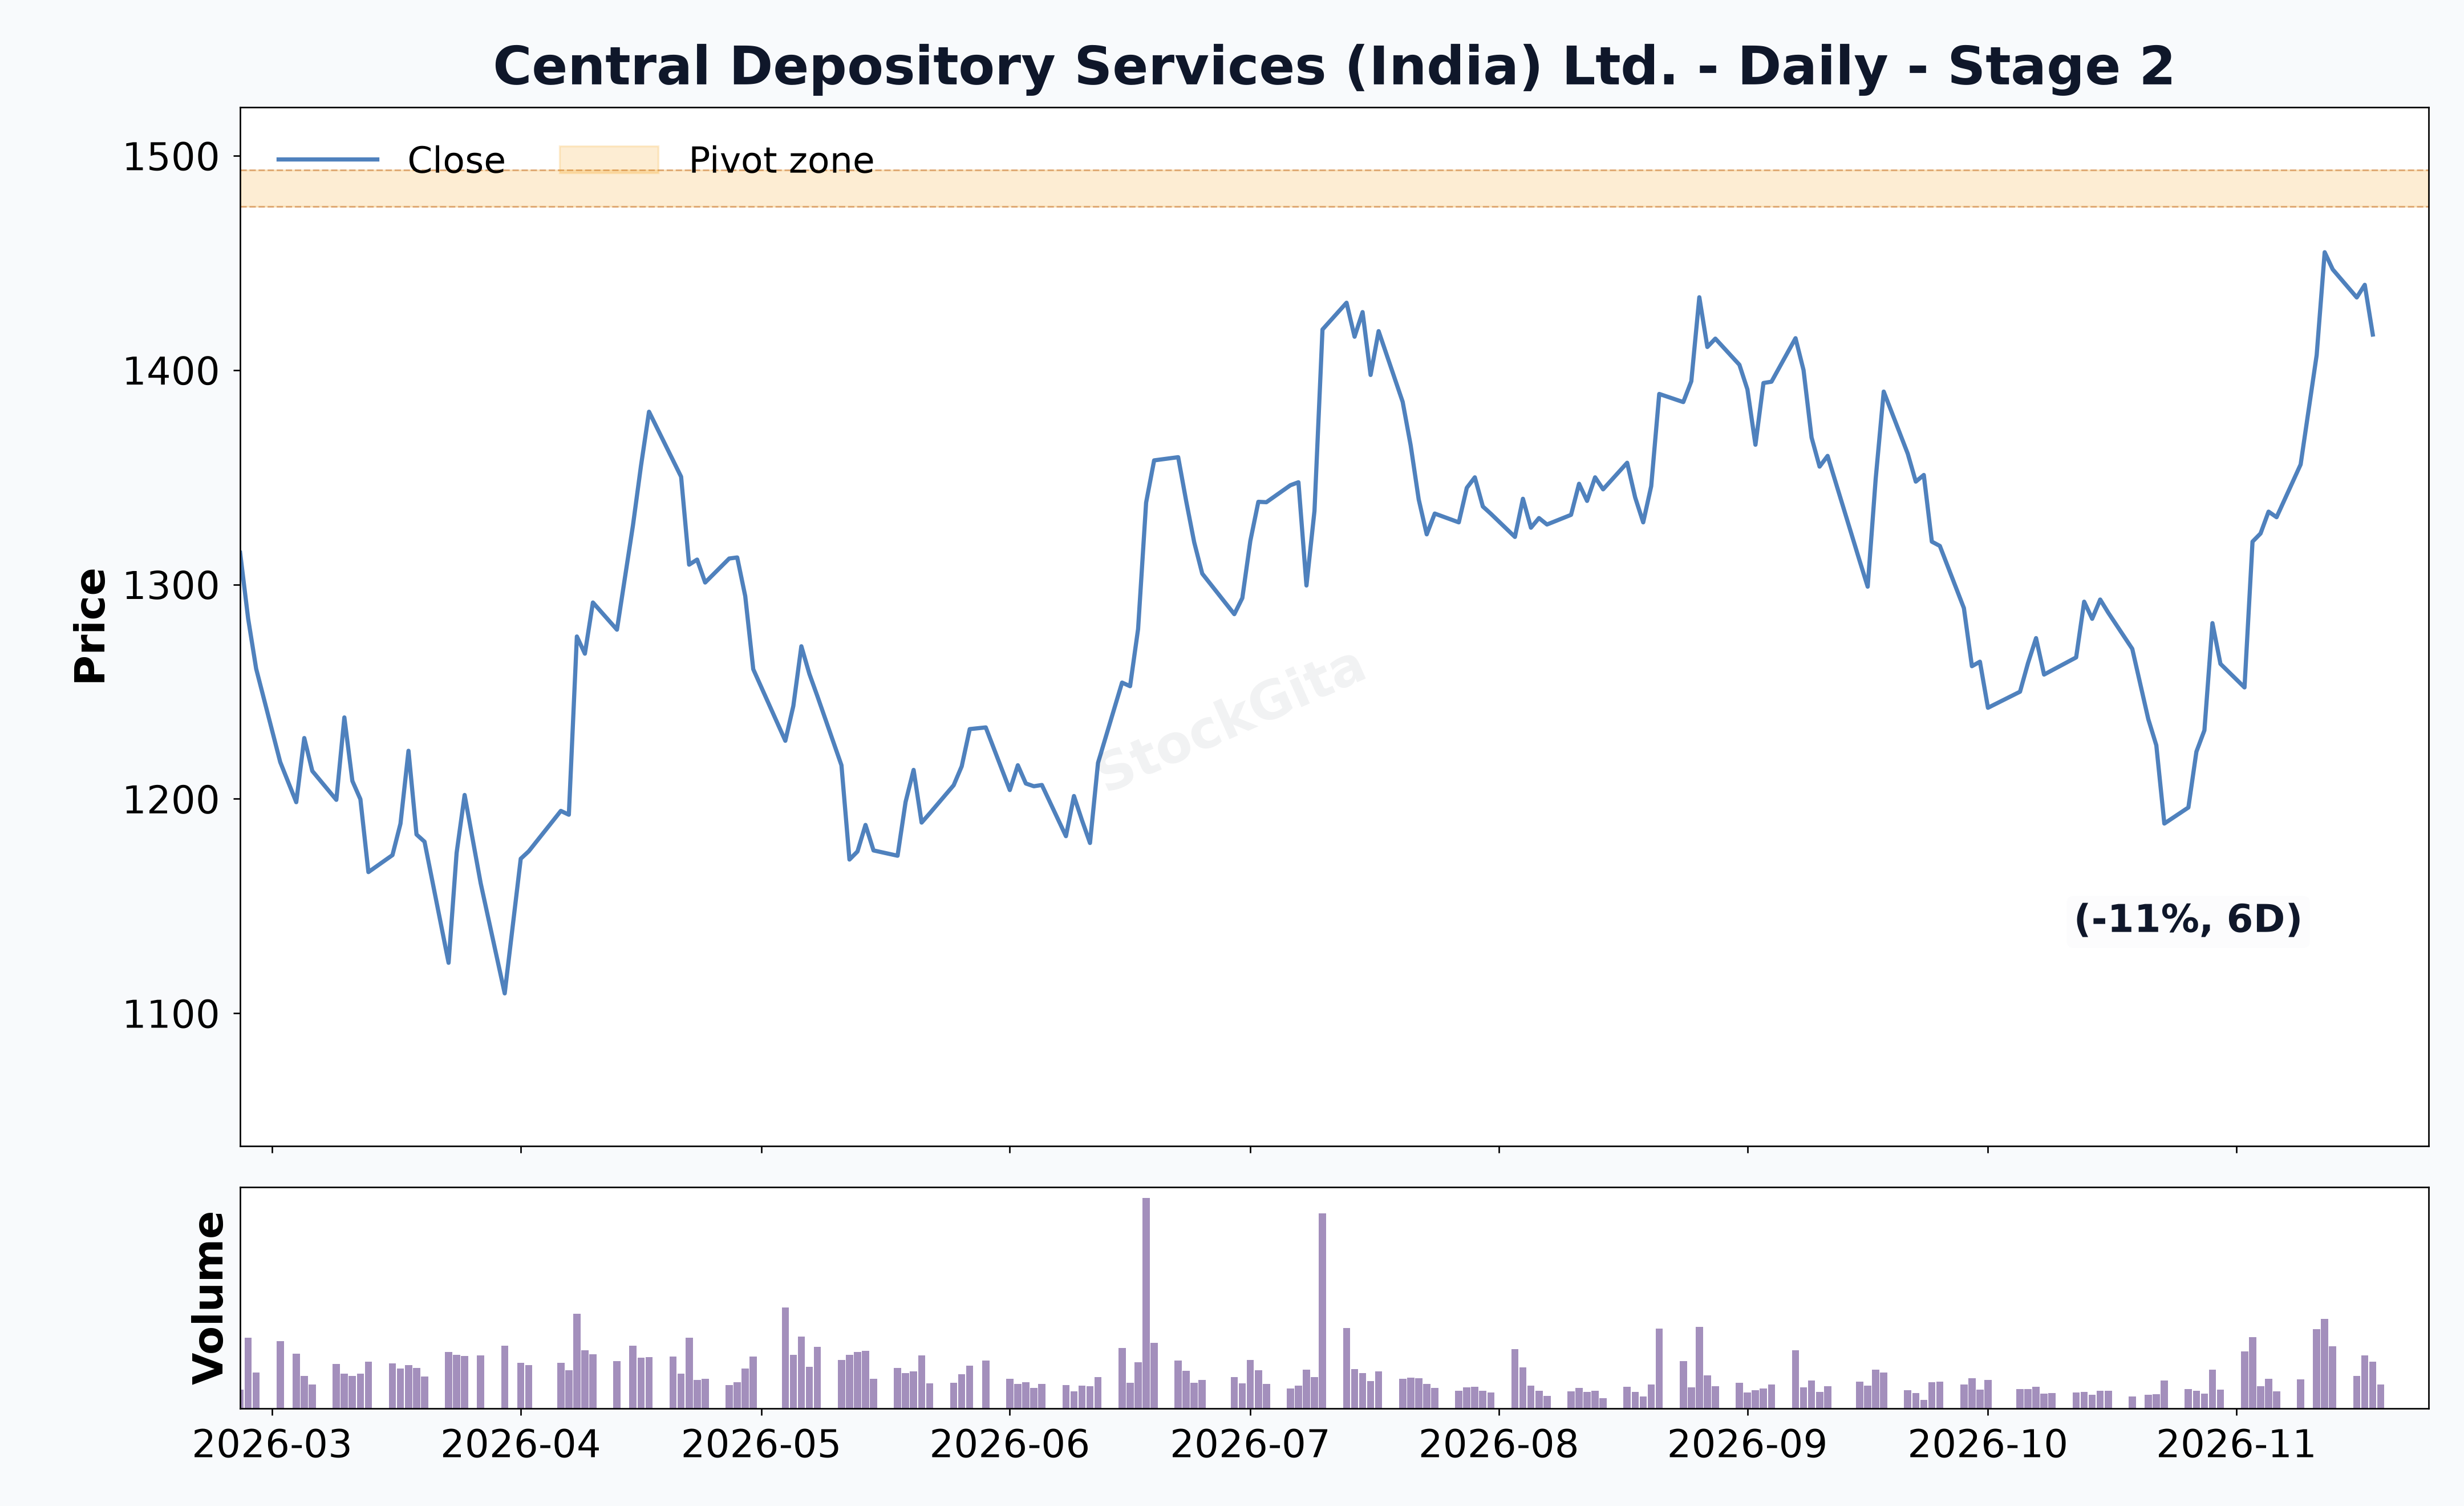 Central Depository Services (India) Ltd. - Daily - Stage 2
Close
Pivot zone
1500
1400
1300
1200
1100
Price
StockGita
(-11%, 6D)
Volume
2026-03
2026-04
2026-05
2026-06
2026-07
2026-08
2026-09
2026-10
2026-11